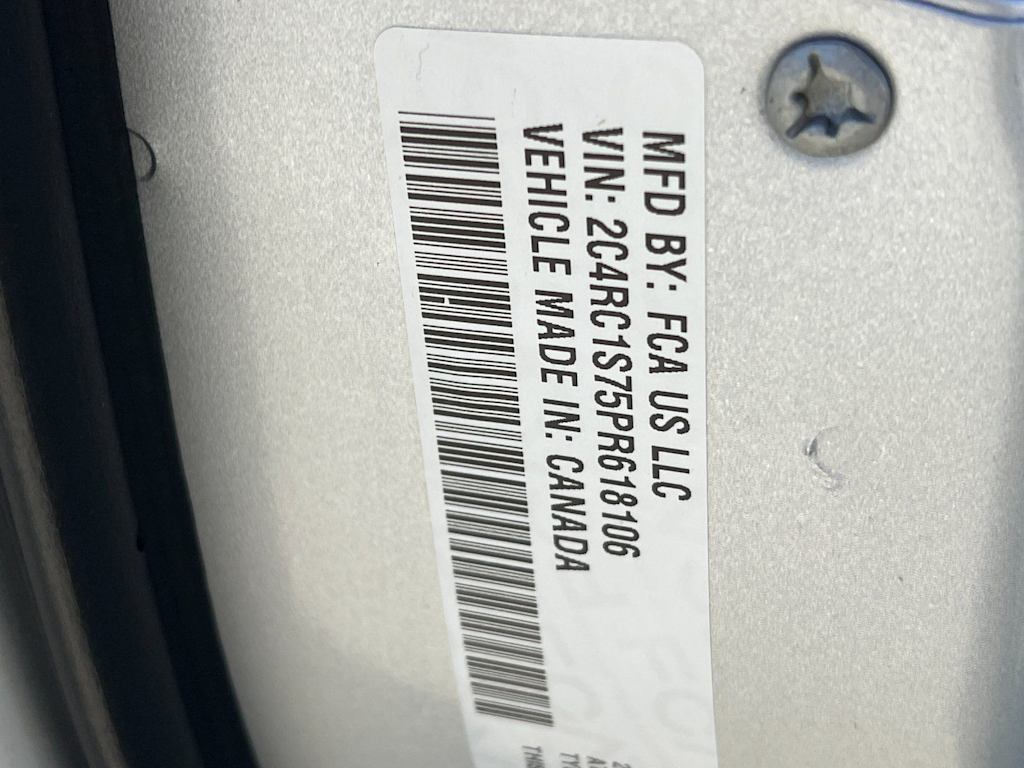 MFD BY: FCA US LLC
VIN: 2C4RC1S75PR618106
VEHICLE MADE IN: CANADA